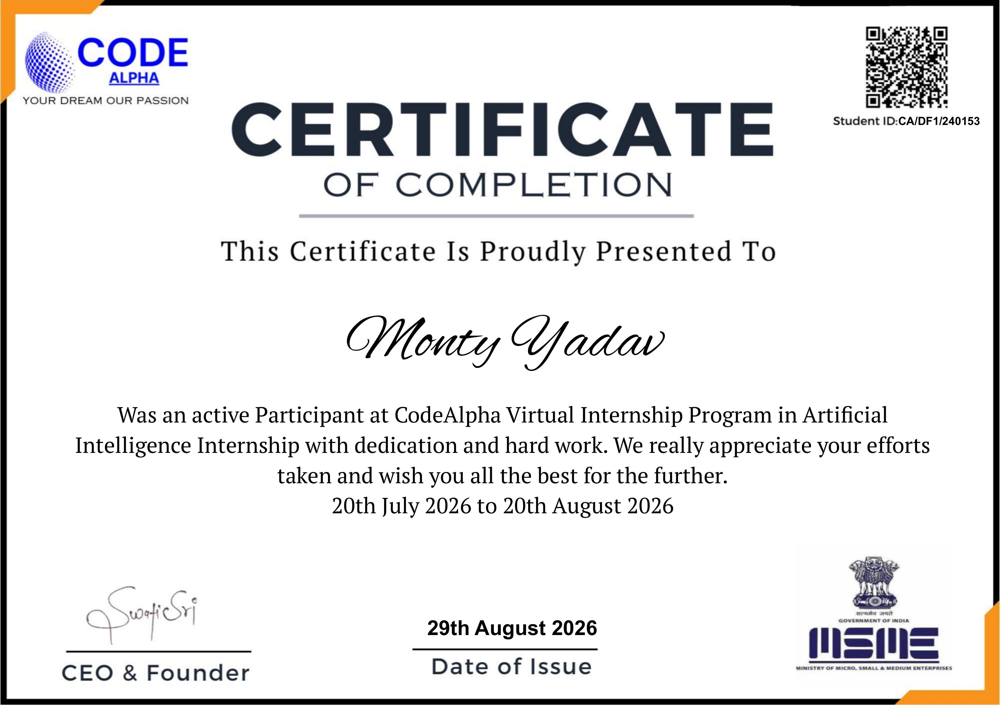 CODE
ALPHA
YOUR DREAM OUR PASSION
Student ID:CA/DF1/240153
CERTIFICATE
OF COMPLETION
This Certificate Is Proudly Presented To
Monty Yadav
Was an active Participant at CodeAlpha Virtual Internship Program in Artificial
Intelligence Internship with dedication and hard work. We really appreciate your efforts
taken and wish you all the best for the further.
20th July 2026 to 20th August 2026
SwatiSri
CEO & Founder
29th August 2026
Date of Issue
सत्यमेव जयते
GOVERNMENT OF INDIA
MSME
MINISTRY OF MICRO, SMALL & MEDIUM ENTERPRISES